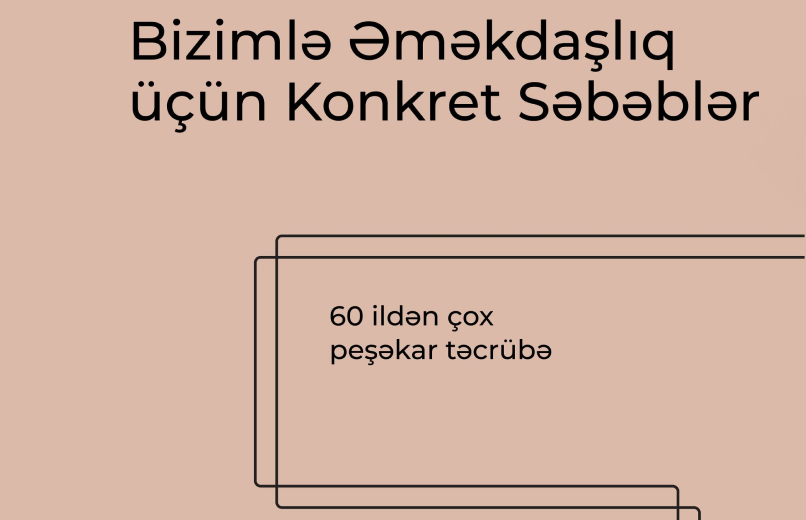 Bizimlə Əməkdaşlıq
üçün Konkret Səbəblər
60 ildən çox
peşəkar təcrübə